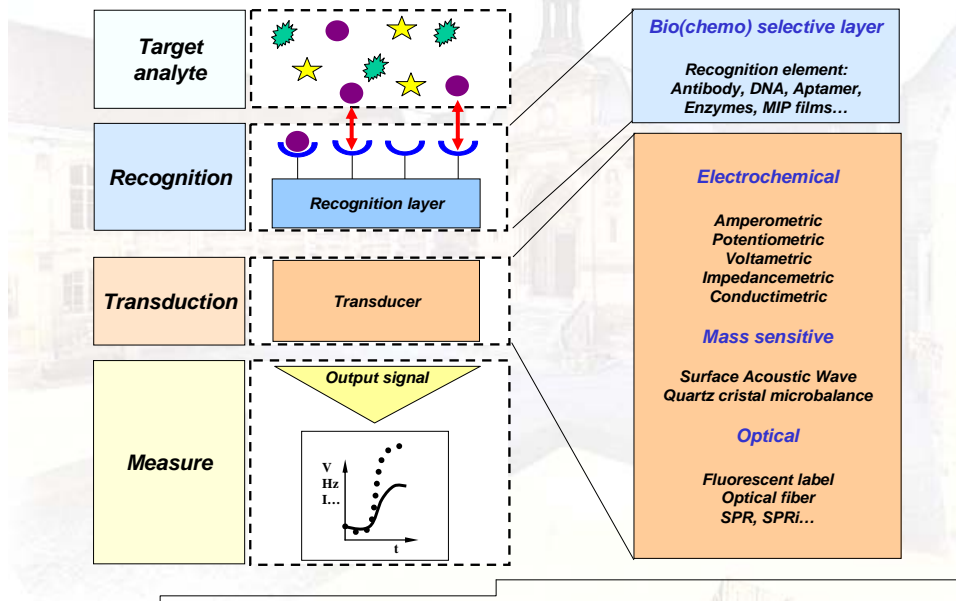 Target
analyte
Recognition
Recognition layer
Transduction
Transducer
Measure
Output signal
V
Hz
I...
t
Bio(chemo) selective layer
Recognition element:
Antibody, DNA, Aptamer,
Enzymes, MIP films...
Electrochemical
Amperometric
Potentiometric
Voltametric
Impedancemetric
Conductimetric
Mass sensitive
Surface Acoustic Wave
Quartz cristal microbalance
Optical
Fluorescent label
Optical fiber
SPR, SPRi...